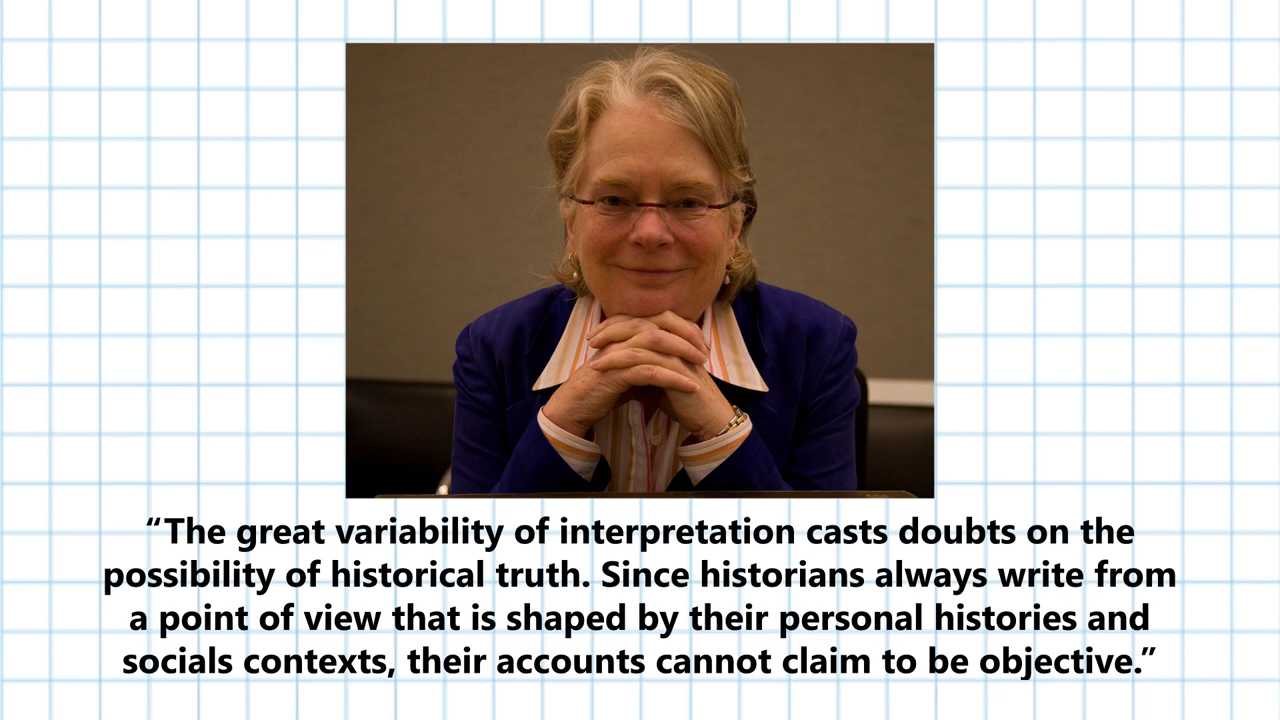 “The great variability of interpretation casts doubts on the
possibility of historical truth. Since historians always write from
a point of view that is shaped by their personal histories and
socials contexts, their accounts cannot claim to be objective.”